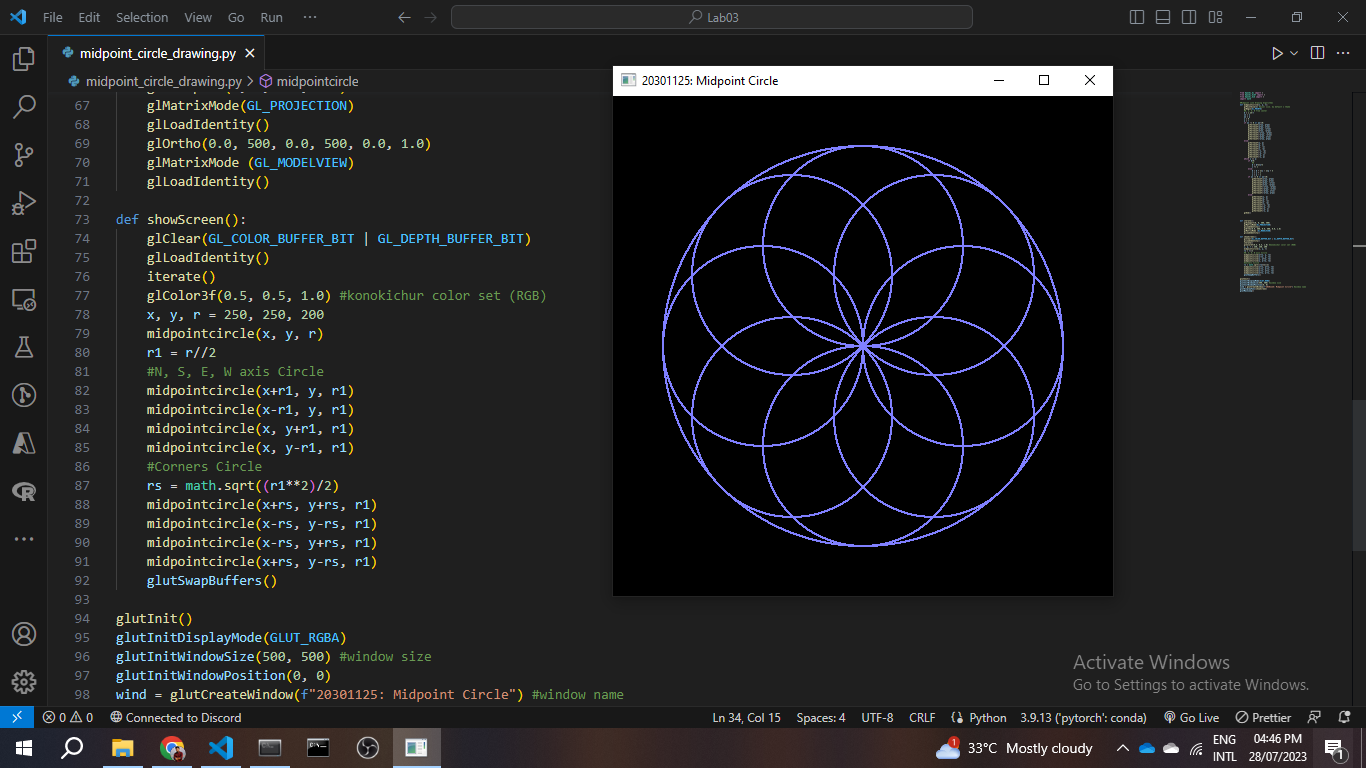 File Edit Selection View Go Run ··· Lab03
midpoint_circle_drawing.py
midpoint_circle_drawing.py > midpointcircle
67 glMatrixMode(GL_PROJECTION)
68 glLoadIdentity()
69 glOrtho(0.0, 500, 0.0, 500, 0.0, 1.0)
70 glMatrixMode (GL_MODELVIEW)
71 glLoadIdentity()
72
73 def showScreen():
74 glClear(GL_COLOR_BUFFER_BIT | GL_DEPTH_BUFFER_BIT)
75 glLoadIdentity()
76 iterate()
77 glColor3f(0.5, 0.5, 1.0) #konokichur color set (RGB)
78 x, y, r = 250, 250, 200
79 midpointcircle(x, y, r)
80 r1 = r//2
81 #N, S, E, W axis Circle
82 midpointcircle(x+r1, y, r1)
83 midpointcircle(x-r1, y, r1)
84 midpointcircle(x, y+r1, r1)
85 midpointcircle(x, y-r1, r1)
86 #Corners Circle
87 rs = math.sqrt((r1**2)/2)
88 midpointcircle(x+rs, y+rs, r1)
89 midpointcircle(x-rs, y-rs, r1)
90 midpointcircle(x-rs, y+rs, r1)
91 midpointcircle(x+rs, y-rs, r1)
92 glutSwapBuffers()
93
94 glutInit()
95 glutInitDisplayMode(GLUT_RGBA)
96 glutInitWindowSize(500, 500) #window size
97 glutInitWindowPosition(0, 0)
98 wind = glutCreateWindow(f"20301125: Midpoint Circle") #window name
20301125: Midpoint Circle
Activate Windows
Go to Settings to activate Windows.
0 0 Connected to Discord Ln 34, Col 15 Spaces: 4 UTF-8 CRLF Python 3.9.13 ('pytorch': conda) Go Live Prettier
1 33°C Mostly cloudy ENG 04:46 PM
INTL 28/07/2023 1